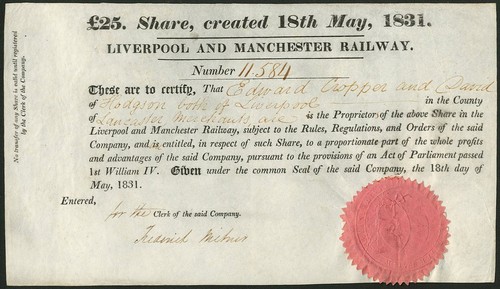 £25. Share, created 18th May, 1831.
LIVERPOOL AND MANCHESTER RAILWAY.
Number 11.584
These are to certify, That Edward Cropper and David
of Hodgson both of Liverpool in the County
of Lancaster Merchants are is the Proprietor of the above Share in the
Liverpool and Manchester Railway, subject to the Rules, Regulations, and Orders of the said
Company, and is entitled, in respect of such Share, to a proportionate part of the whole profits
and advantages of the said Company, pursuant to the provisions of an Act of Parliament passed
1st William IV. Given under the common Seal of the said Company, the 18th day of
May, 1831.
Entered,
for the Clerk of the said Company.
Frederick
No transfer of any Share is valid until registered
by the Clerk of the Company.